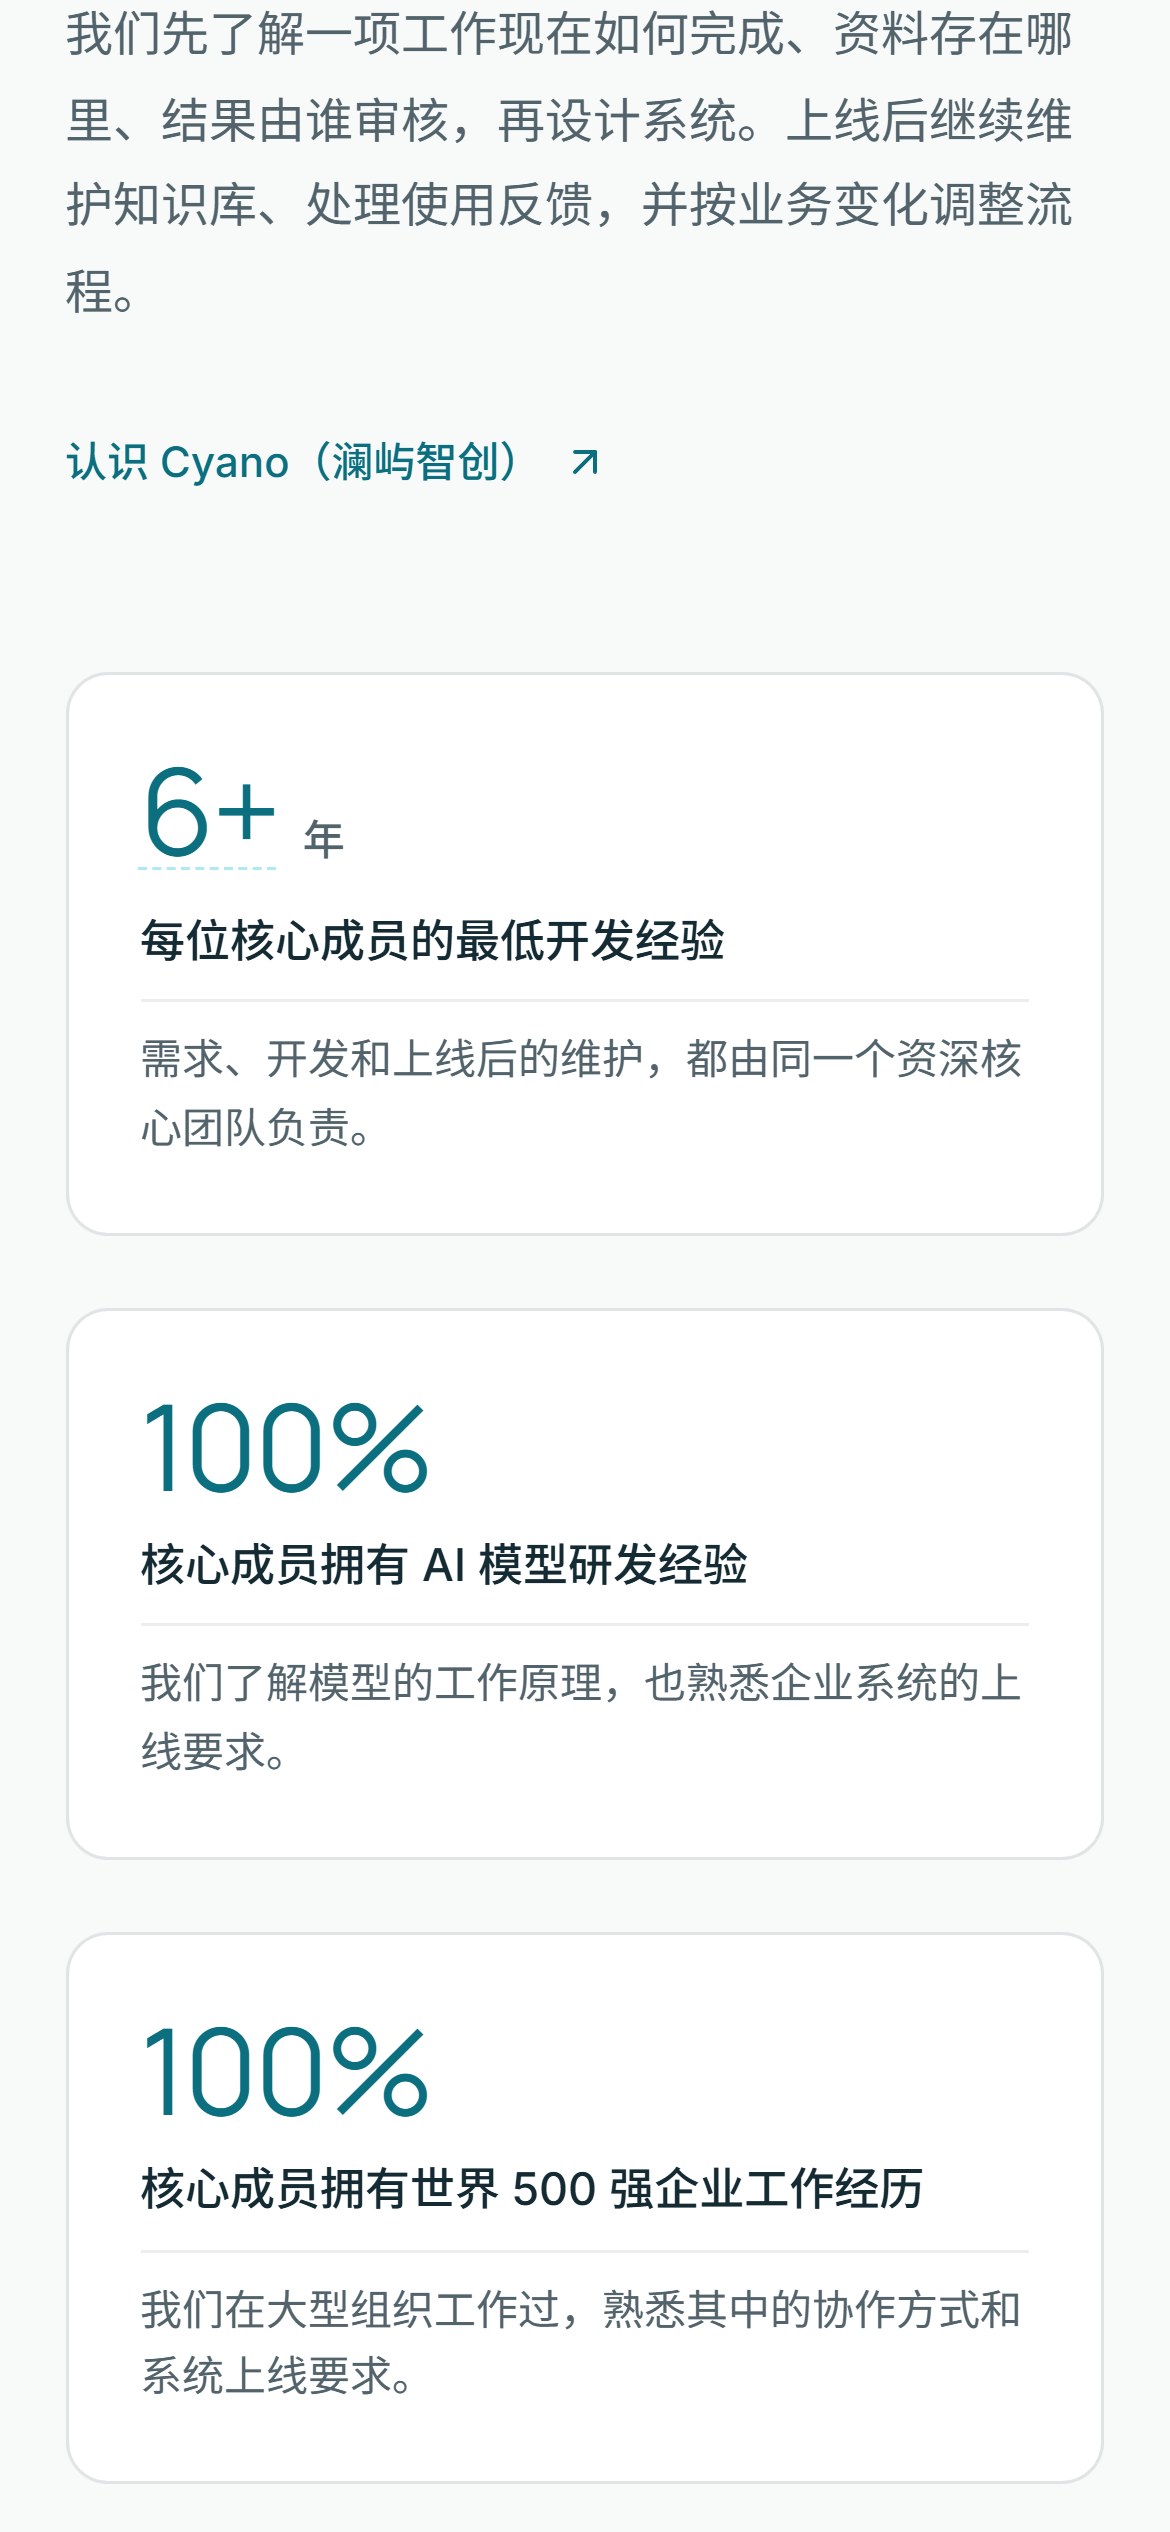 我们先了解一项工作现在如何完成、资料存在哪
里、结果由谁审核，再设计系统。上线后继续维
护知识库、处理使用反馈，并按业务变化调整流
程。
认识 Cyano（澜屿智创）
6+ 年
每位核心成员的最低开发经验
需求、开发和上线后的维护，都由同一个资深核
心团队负责。
100%
核心成员拥有 AI 模型研发经验
我们了解模型的工作原理，也熟悉企业系统的上
线要求。
100%
核心成员拥有世界 500 强企业工作经历
我们在大型组织工作过，熟悉其中的协作方式和
系统上线要求。